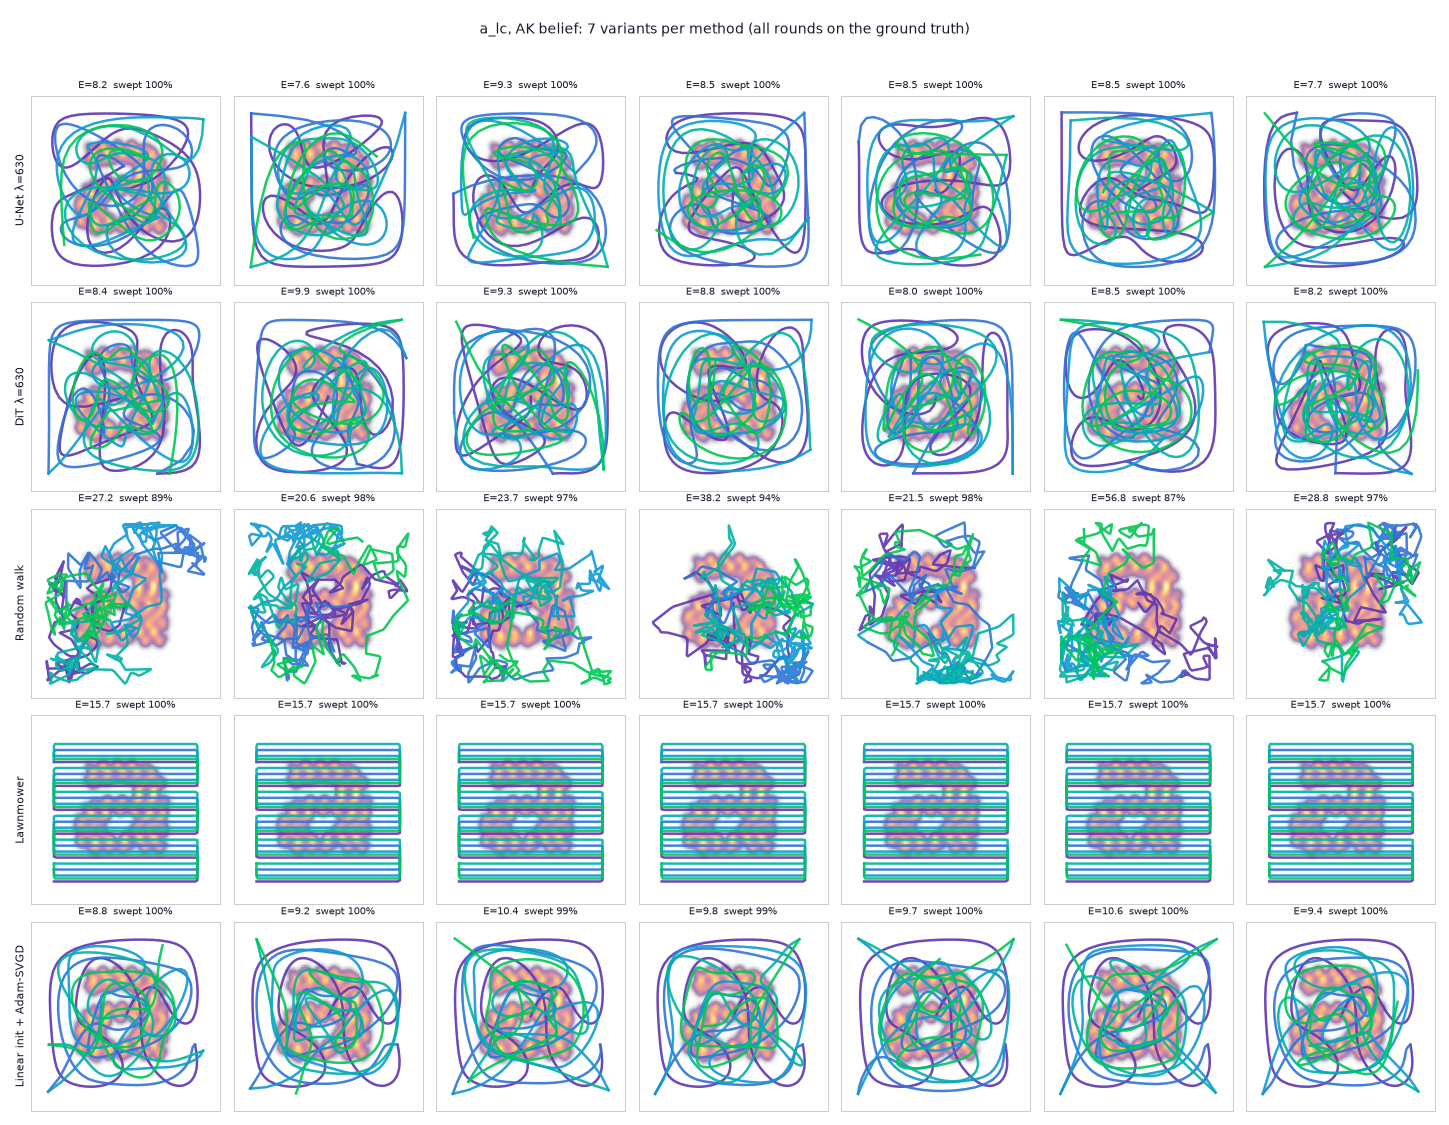 a_lc, AK belief: 7 variants per method (all rounds on the ground truth)
E=8.2 swept 100% E=7.6 swept 100% E=9.3 swept 100% E=8.5 swept 100% E=8.5 swept 100% E=8.5 swept 100% E=7.7 swept 100%
U-Net λ=630
E=8.4 swept 100% E=9.9 swept 100% E=9.3 swept 100% E=8.8 swept 100% E=8.0 swept 100% E=8.5 swept 100% E=8.2 swept 100%
DiT λ=630
E=27.2 swept 89% E=20.6 swept 98% E=23.7 swept 97% E=38.2 swept 94% E=21.5 swept 98% E=56.8 swept 87% E=28.8 swept 97%
Random walk
E=15.7 swept 100% E=15.7 swept 100% E=15.7 swept 100% E=15.7 swept 100% E=15.7 swept 100% E=15.7 swept 100% E=15.7 swept 100%
Lawnmower
E=8.8 swept 100% E=9.2 swept 100% E=10.4 swept 99% E=9.8 swept 99% E=9.7 swept 100% E=10.6 swept 100% E=9.4 swept 100%
Linear init + Adam-SVGD